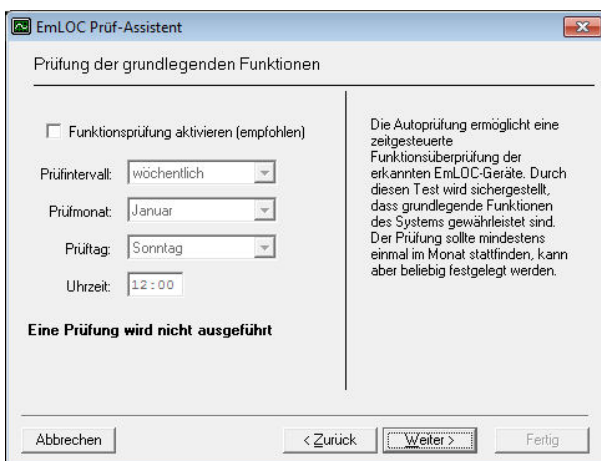 EmLOC Prüf-Assistent
Prüfung der grundlegenden Funktionen
Funktionsprüfung aktivieren (empfohlen)
Prüfintervall: wöchentlich
Prüfmonat: Januar
Prüftag: Sonntag
Uhrzeit: 12:00
Eine Prüfung wird nicht ausgeführt
Die Autoprüfung ermöglicht eine
zeitgesteuerte
Funktionsüberprüfung der
erkannten EmLOC-Geräte. Durch
diesen Test wird sichergestellt,
dass grundlegende Funktionen
des Systems gewährleistet sind.
Der Prüfung sollte mindestens
einmal im Monat stattfinden, kann
aber beliebig festgelegt werden.
Abbrechen < Zurück Weiter > Fertig